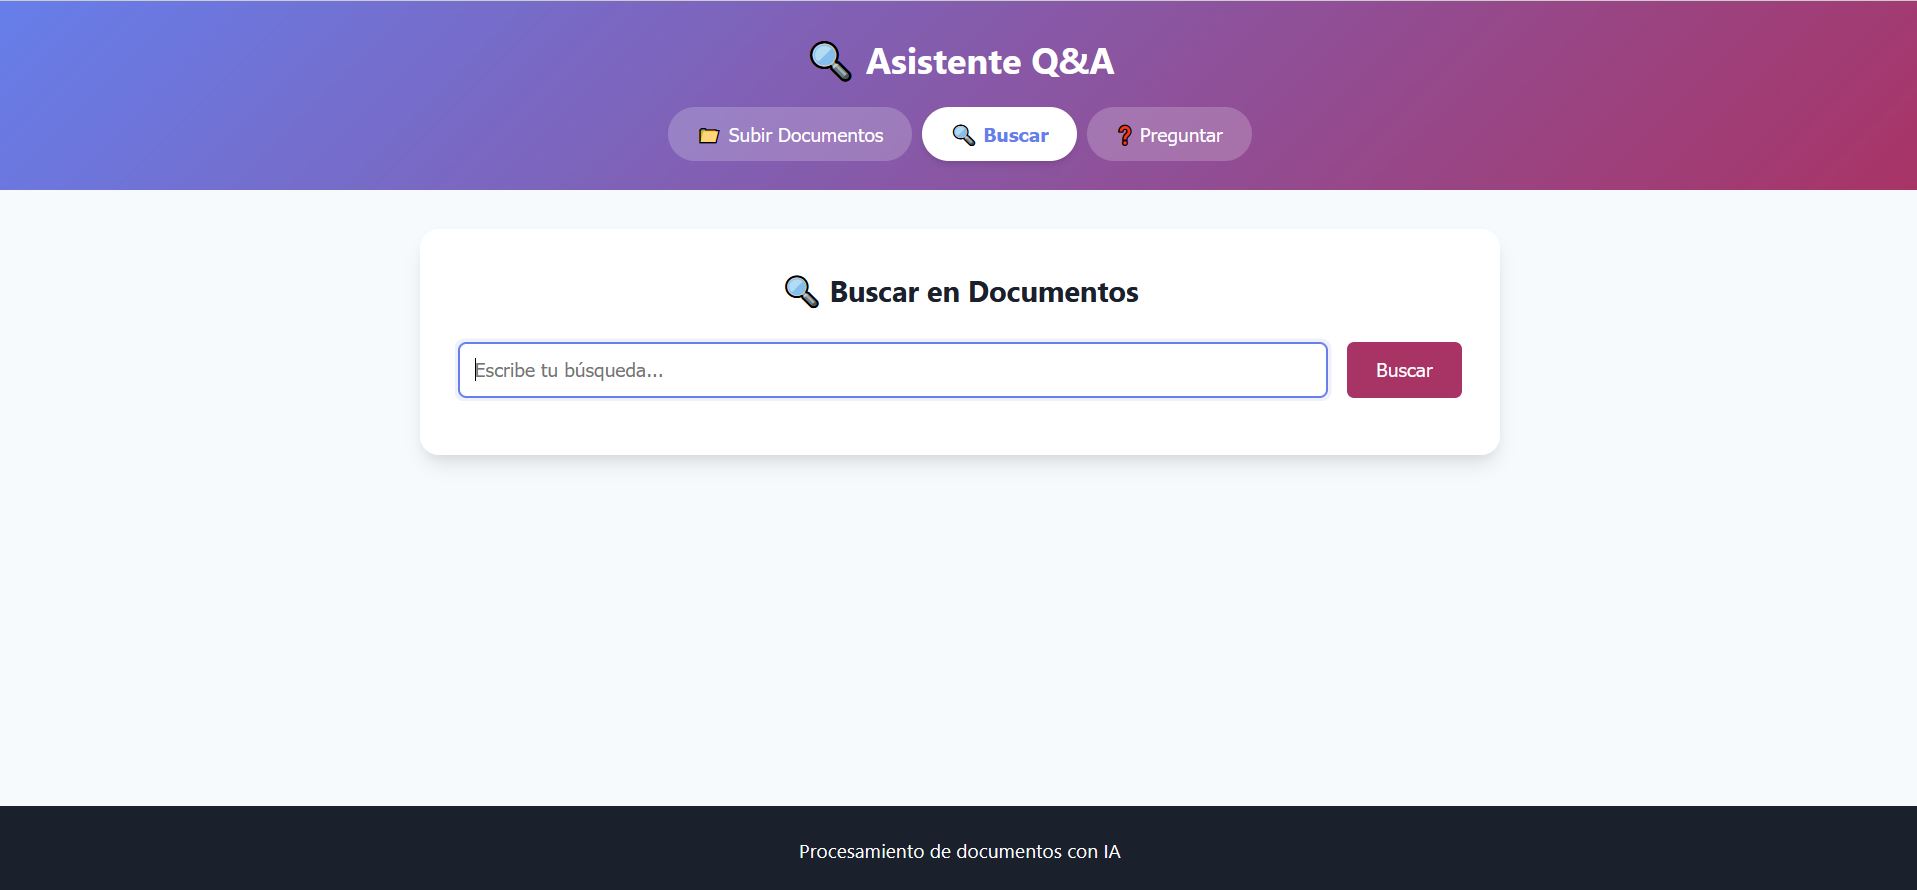 Asistente Q&A
Subir Documentos
Buscar
Preguntar
Buscar en Documentos
Escribe tu búsqueda...
Buscar
Procesamiento de documentos con IA